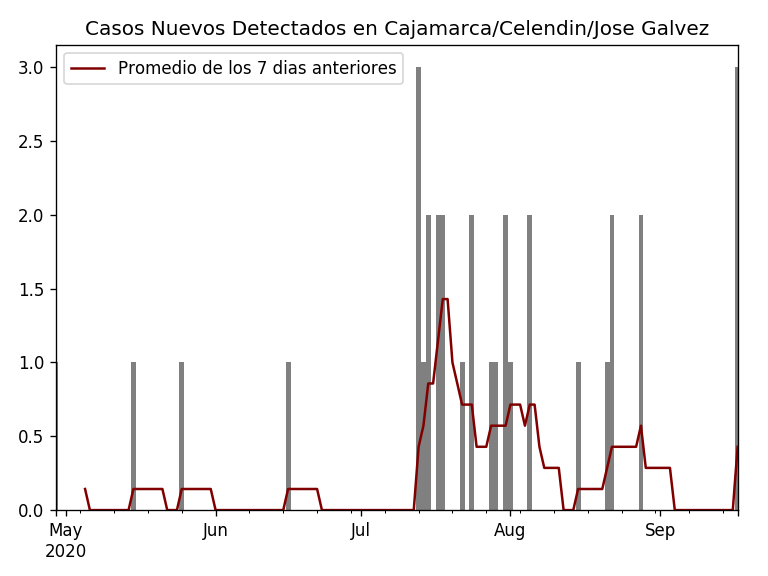 Casos Nuevos Detectados en Cajamarca/Celendin/Jose Galvez
Promedio de los 7 dias anteriores
3.0
2.5
2.0
1.5
1.0
0.5
0.0
May Jun Jul Aug Sep
2020